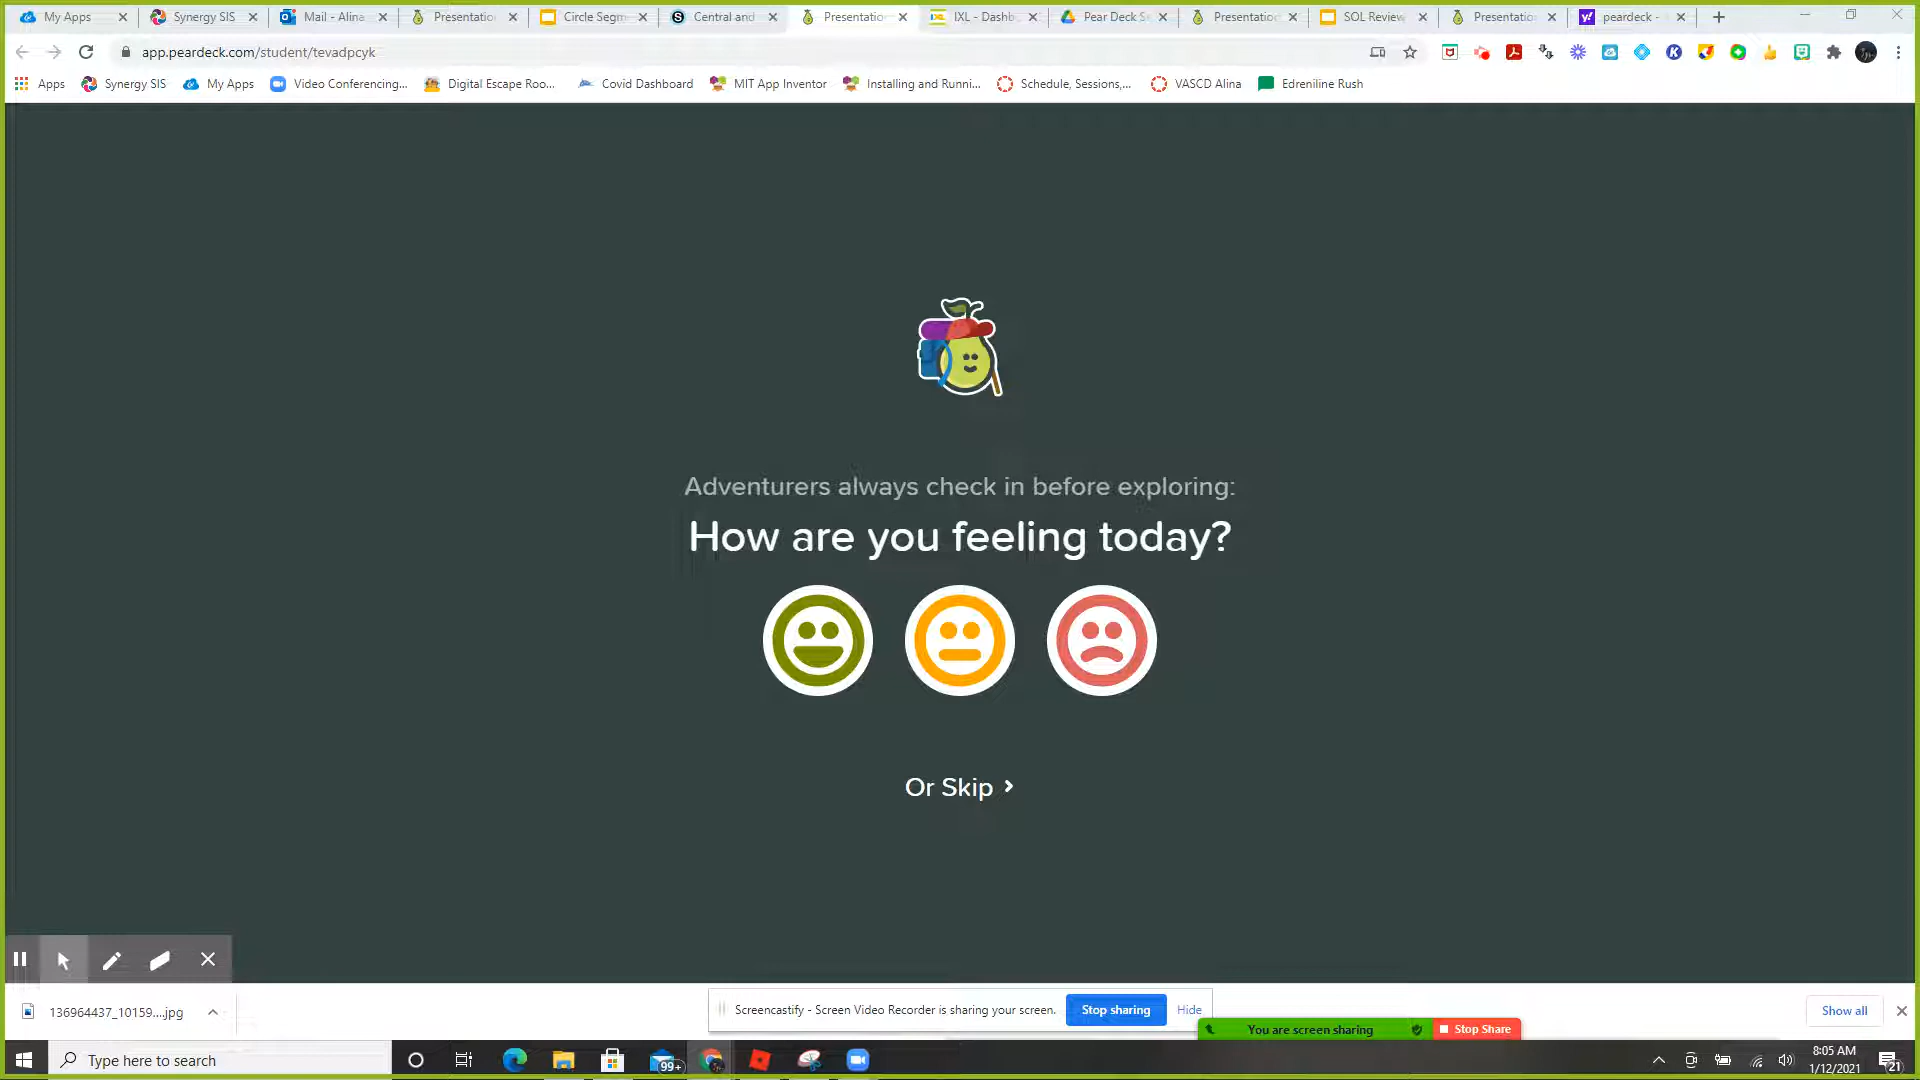 My Apps
Synergy SIS
Mail - Alina
Presentatio
Circle Segm
Central and
Presentatio
IXL - Dashb
Pear Deck S
Presentatio
SOL Review
Presentatio
peardeck -
app.peardeck.com/student/tevadpcyk
Apps
Synergy SIS
My Apps
Video Conferencing...
Digital Escape Roo...
Covid Dashboard
MIT App Inventor
Installing and Runni...
Schedule, Sessions,...
VASCD Alina
Edreniline Rush
Adventurers always check in before exploring:
How are you feeling today?
Or Skip
136964437_10159....jpg
Screencastify - Screen Video Recorder is sharing your screen.
Stop sharing
Hide
Show all
You are screen sharing
Stop Share
Type here to search
99+
8:05 AM
1/12/2021
21